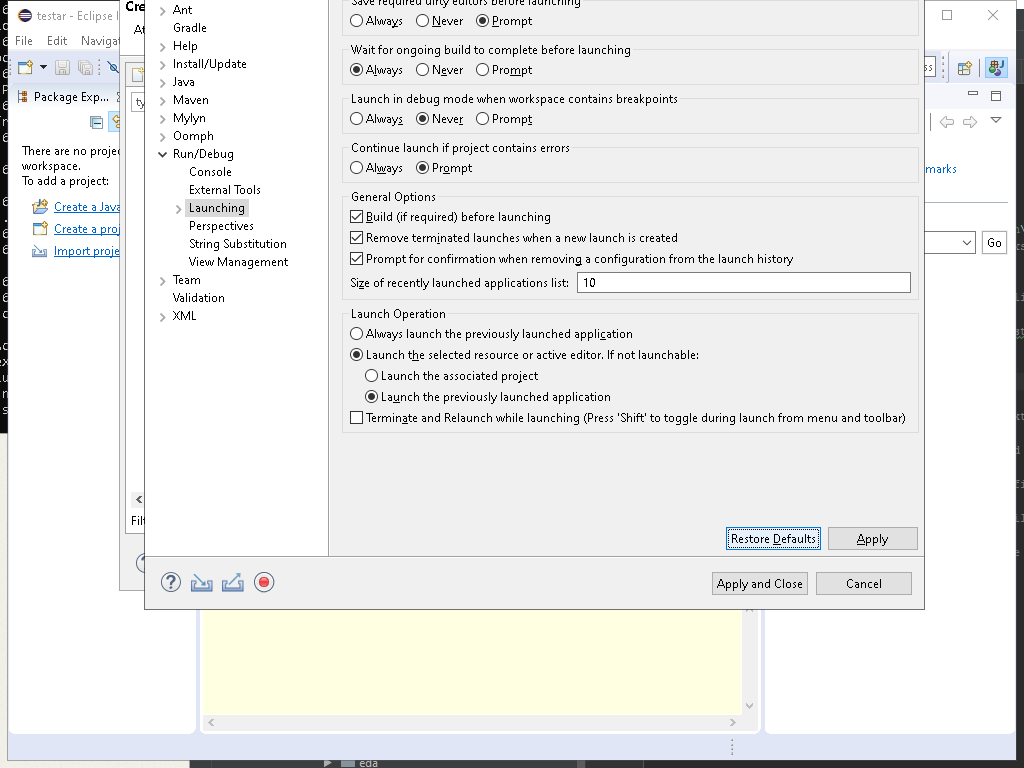 testar - Eclipse I
Cre
File Edit Navigat
Package Exp...
There are no projec
workspace.
To add a project:
Create a Java
Create a proj
Import proje
Ant
Gradle
Help
Install/Update
Java
Maven
Mylyn
Oomph
Run/Debug
Console
External Tools
Launching
Perspectives
String Substitution
View Management
Team
Validation
XML
Save required dirty editors before launching
Always Never Prompt
Wait for ongoing build to complete before launching
Always Never Prompt
Launch in debug mode when workspace contains breakpoints
Always Never Prompt
Continue launch if project contains errors
Always Prompt
General Options
Build (if required) before launching
Remove terminated launches when a new launch is created
Prompt for confirmation when removing a configuration from the launch history
Size of recently launched applications list: 10
Launch Operation
Always launch the previously launched application
Launch the selected resource or active editor. If not launchable:
Launch the associated project
Launch the previously launched application
Terminate and Relaunch while launching (Press 'Shift' to toggle during launch from menu and toolbar)
Restore Defaults Apply
Apply and Close Cancel
marks
Go
Filt
eda